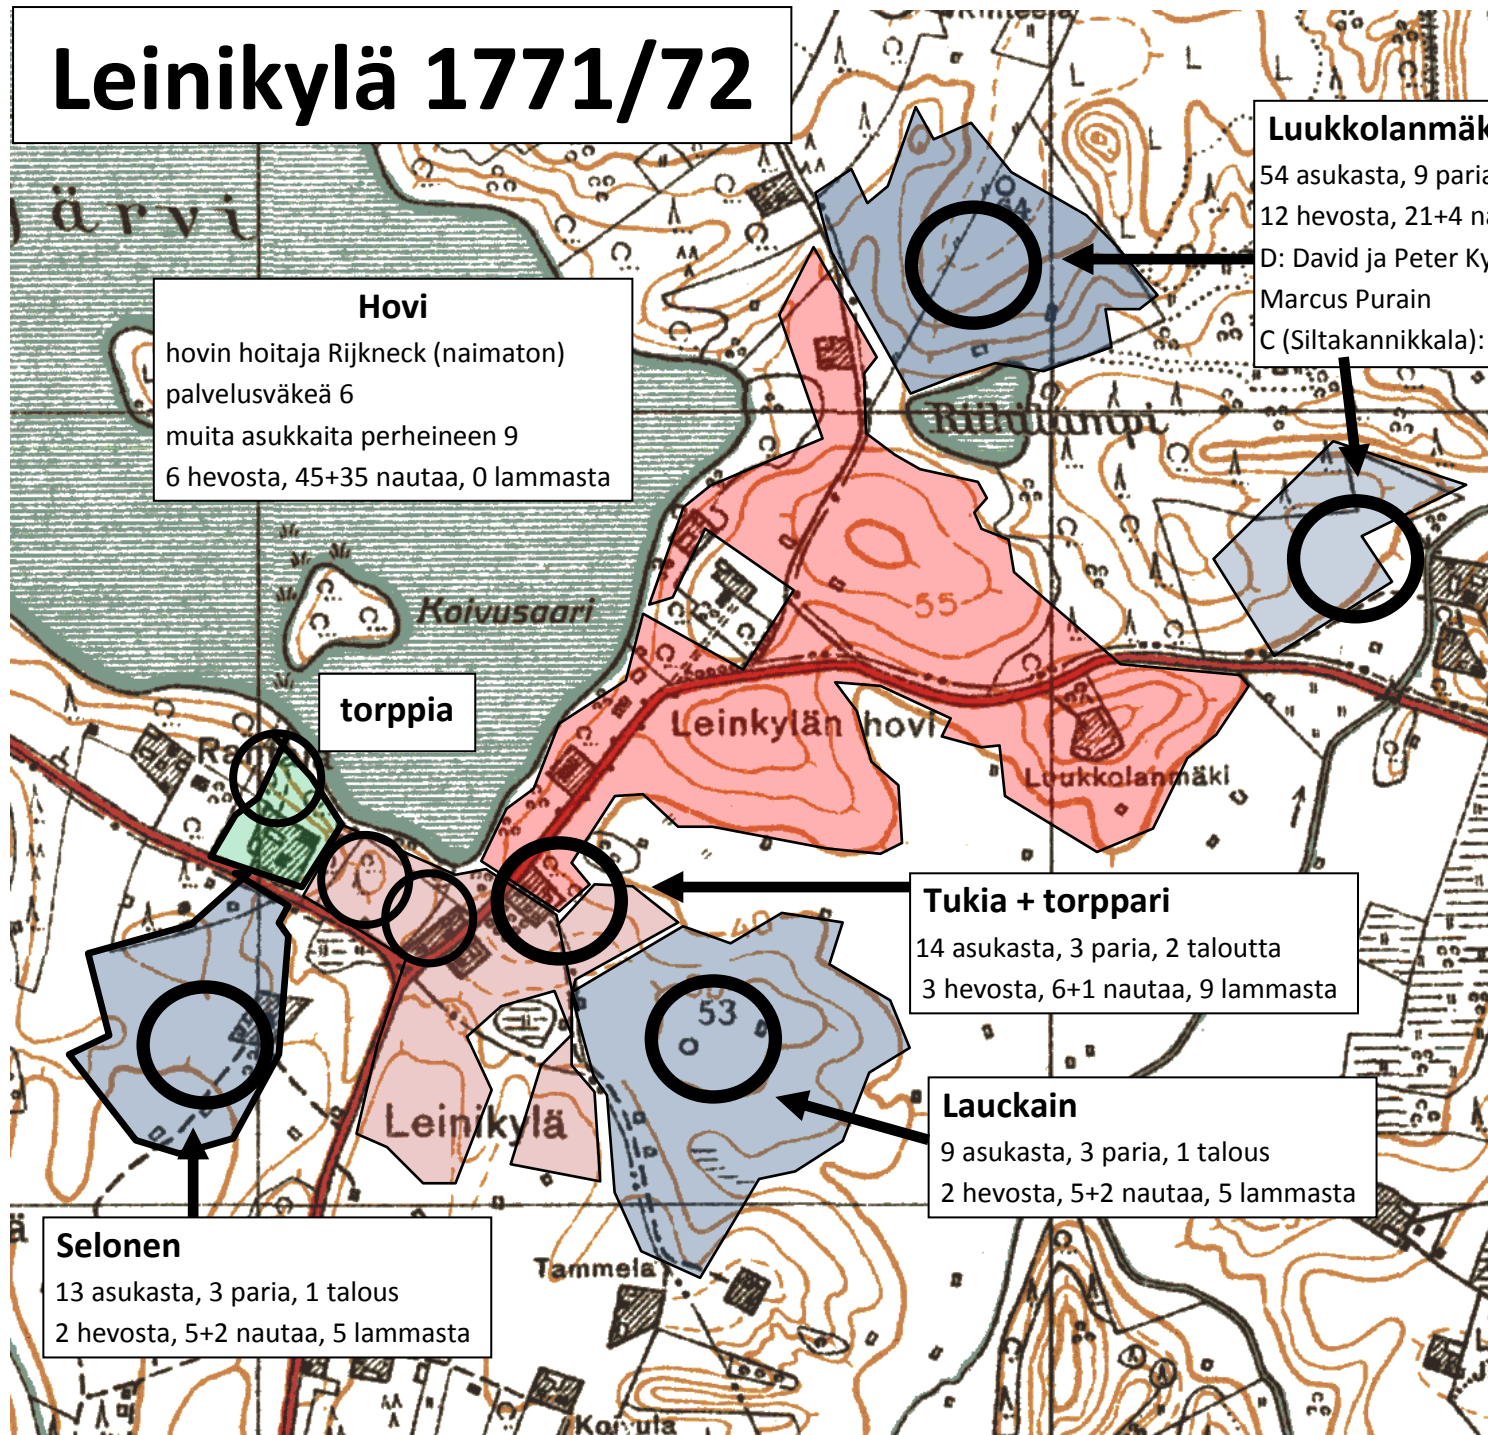 Leinikylä 1771/72
järvi
Luukkolanmäk
54 asukasta, 9 paria
12 hevosta, 21+4 na
D: David ja Peter Ky
Marcus Purain
C (Siltakannikkala):
Hovi
hovin hoitaja Rijkneck (naimaton)
palvelusväkeä 6
muita asukkaita perheineen 9
6 hevosta, 45+35 nautaa, 0 lammasta
Riihilampi
Koivusaari
55
torppia
Leinkylän hovi
Luukkolanmäki
Tukia + torppari
14 asukasta, 3 paria, 2 taloutta
3 hevosta, 6+1 nautaa, 9 lammasta
40
53
Leinikylä
Lauckain
9 asukasta, 3 paria, 1 talous
2 hevosta, 5+2 nautaa, 5 lammasta
Selonen
13 asukasta, 3 paria, 1 talous
2 hevosta, 5+2 nautaa, 5 lammasta
Tammela